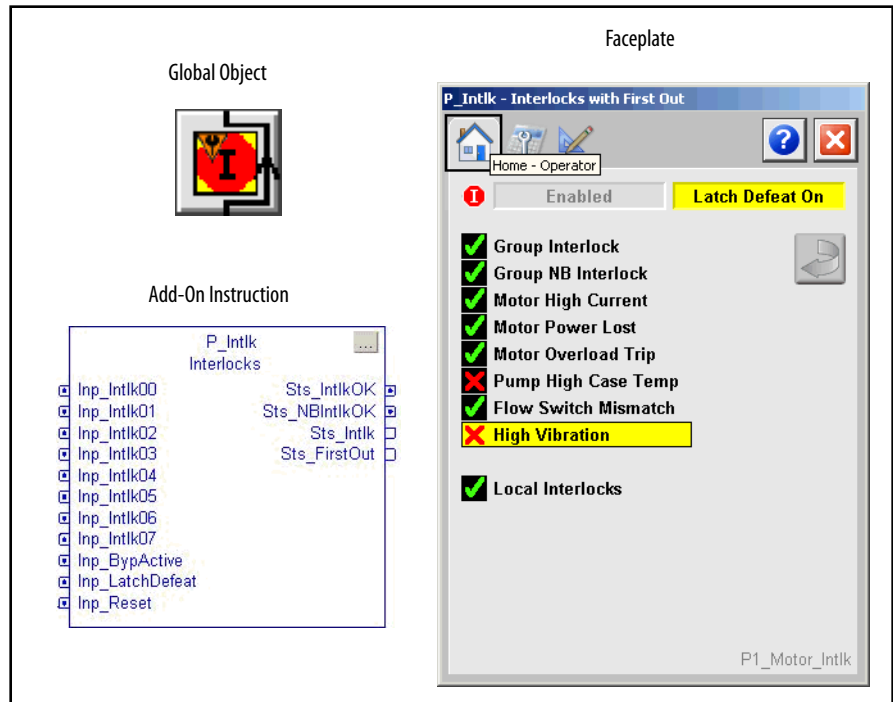 Global Object
I
Add-On Instruction
P_Intlk
...
Interlocks
Inp_Intlk00
Inp_Intlk01
Inp_Intlk02
Inp_Intlk03
Inp_Intlk04
Inp_Intlk05
Inp_Intlk06
Inp_Intlk07
Inp_BypActive
Inp_LatchDefeat
Inp_Reset
Sts_IntlkOK
Sts_NBIntlkOK
Sts_Intlk
Sts_FirstOut
Faceplate
P_Intlk - Interlocks with First Out
?
Home - Operator
I
Enabled
Latch Defeat On
Group Interlock
Group NB Interlock
Motor High Current
Motor Power Lost
Motor Overload Trip
Pump High Case Temp
Flow Switch Mismatch
High Vibration
Local Interlocks
P1_Motor_Intlk